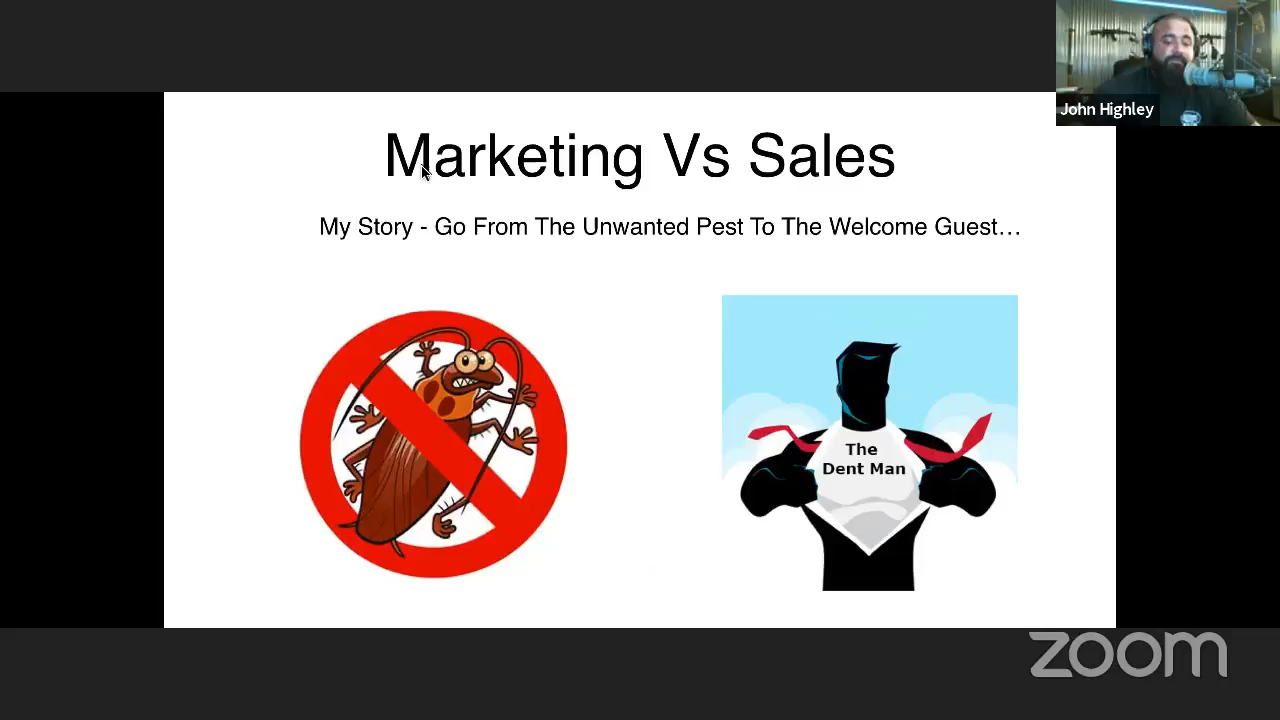 John Highley
Marketing Vs Sales
My Story - Go From The Unwanted Pest To The Welcome Guest…
The
Dent Man
zoom